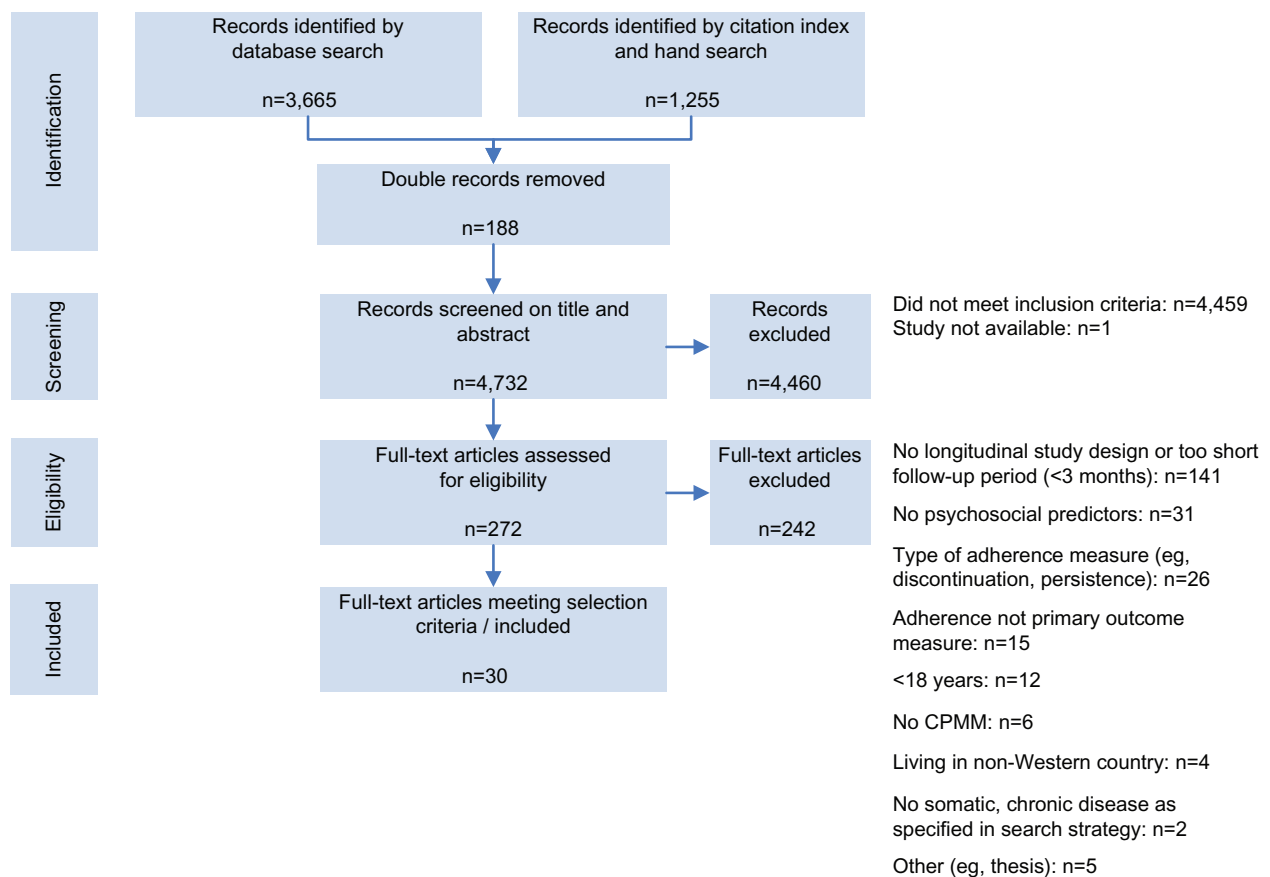 Identification
Records identified by
database search
n=3,665
Records identified by citation index
and hand search
n=1,255
Double records removed
n=188
Screening
Records screened on title and
abstract
n=4,732
Records
excluded
n=4,460
Did not meet inclusion criteria: n=4,459
Study not available: n=1
Eligibility
Full-text articles assessed
for eligibility
n=272
Full-text articles
excluded
n=242
No longitudinal study design or too short
follow-up period (<3 months): n=141
No psychosocial predictors: n=31
Type of adherence measure (eg,
discontinuation, persistence): n=26
Adherence not primary outcome
measure: n=15
<18 years: n=12
No CPMM: n=6
Living in non-Western country: n=4
No somatic, chronic disease as
specified in search strategy: n=2
Other (eg, thesis): n=5
Included
Full-text articles meeting selection
criteria / included
n=30